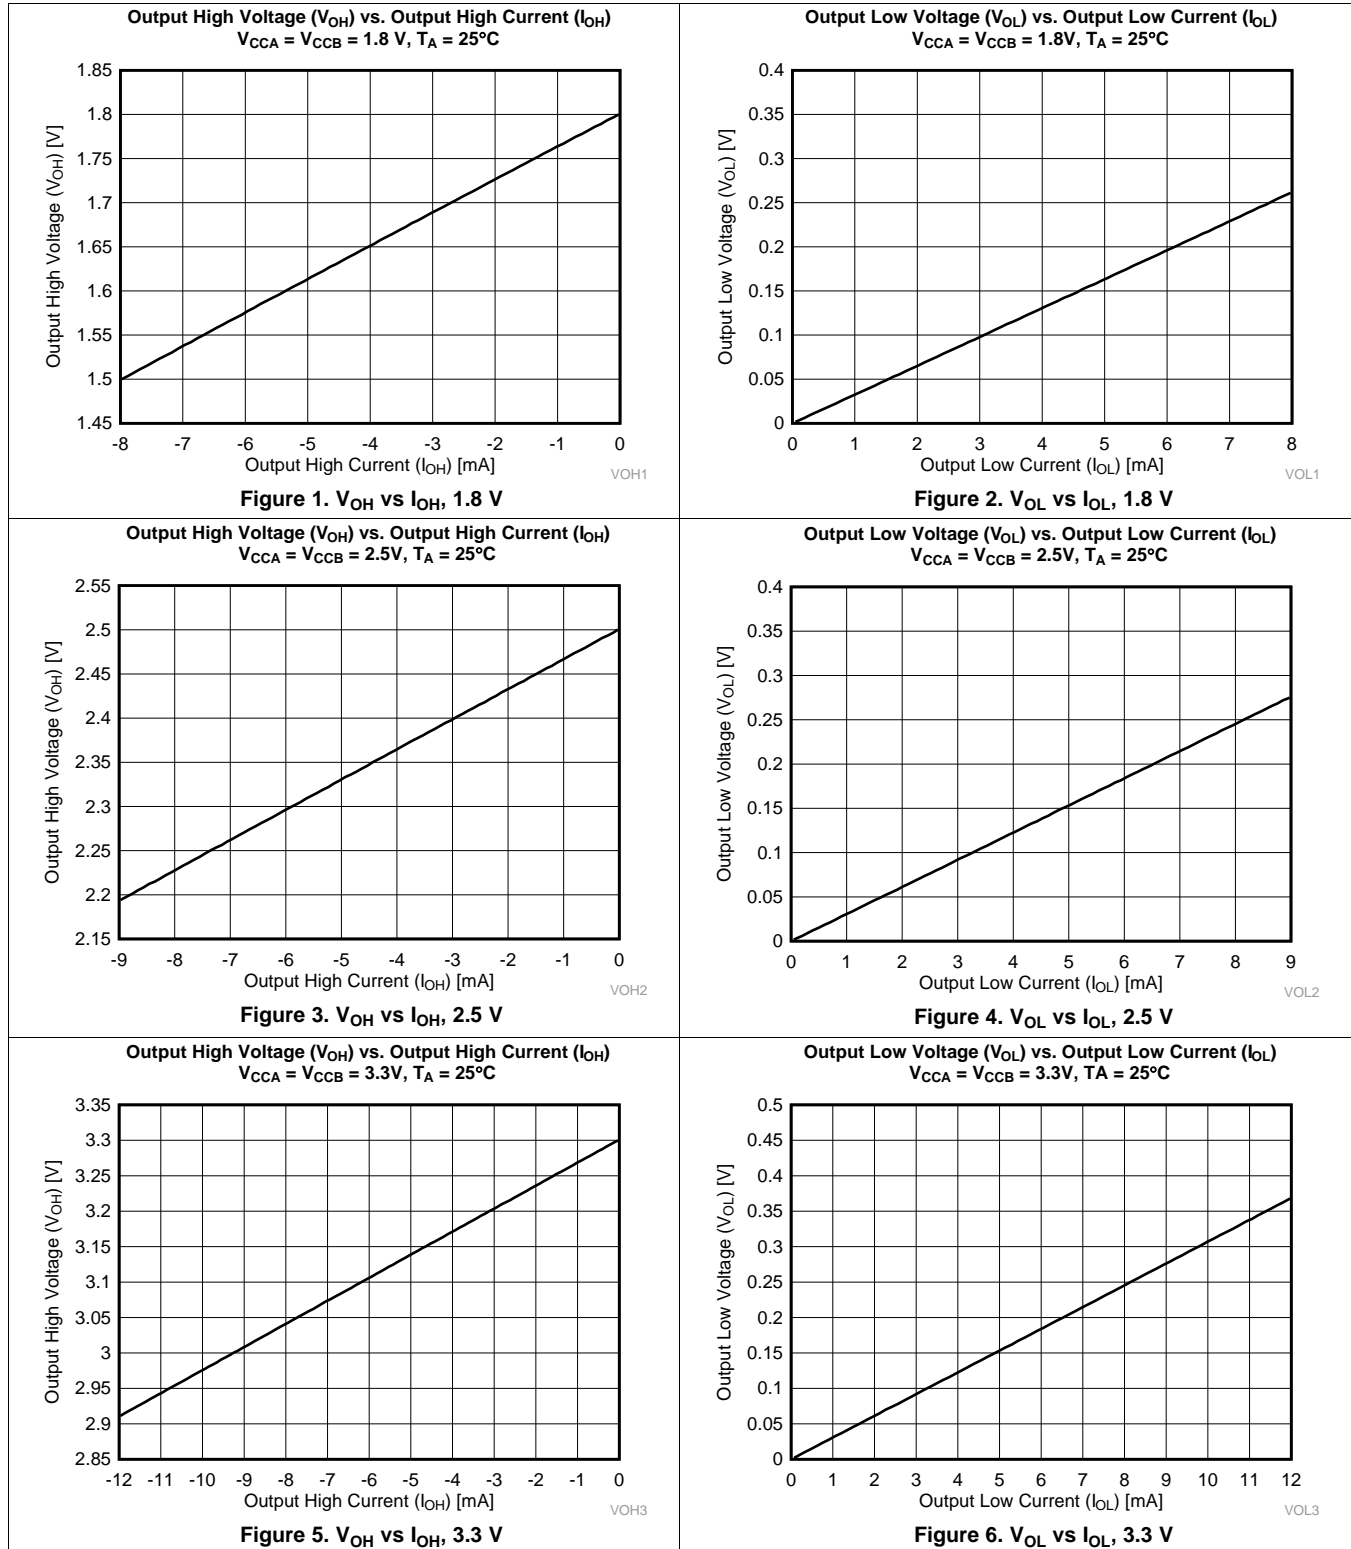 Output High Voltage (VOH) vs. Output High Current (IOH)
VCCA = VCCB = 1.8 V, TA = 25°C
Output High Voltage (VOH) [V]
1.85
1.8
1.75
1.7
1.65
1.6
1.55
1.5
1.45
-8 -7 -6 -5 -4 -3 -2 -1 0
Output High Current (IOH) [mA]
VOH1
Figure 1. VOH vs IOH, 1.8 V
Output Low Voltage (VOL) vs. Output Low Current (IOL)
VCCA = VCCB = 1.8V, TA = 25°C
Output Low Voltage (VOL) [V]
0.4
0.35
0.3
0.25
0.2
0.15
0.1
0.05
0
0 1 2 3 4 5 6 7 8
Output Low Current (IOL) [mA]
VOL1
Figure 2. VOL vs IOL, 1.8 V
Output High Voltage (VOH) vs. Output High Current (IOH)
VCCA = VCCB = 2.5V, TA = 25°C
Output High Voltage (VOH) [V]
2.55
2.5
2.45
2.4
2.35
2.3
2.25
2.2
2.15
-9 -8 -7 -6 -5 -4 -3 -2 -1 0
Output High Current (IOH) [mA]
VOH2
Figure 3. VOH vs IOH, 2.5 V
Output Low Voltage (VOL) vs. Output Low Current (IOL)
VCCA = VCCB = 2.5V, TA = 25°C
Output Low Voltage (VOL) [V]
0.4
0.35
0.3
0.25
0.2
0.15
0.1
0.05
0
0 1 2 3 4 5 6 7 8 9
Output Low Current (IOL) [mA]
VOL2
Figure 4. VOL vs IOL, 2.5 V
Output High Voltage (VOH) vs. Output High Current (IOH)
VCCA = VCCB = 3.3V, TA = 25°C
Output High Voltage (VOH) [V]
3.35
3.3
3.25
3.2
3.15
3.1
3.05
3
2.95
2.9
2.85
-12 -11 -10 -9 -8 -7 -6 -5 -4 -3 -2 -1 0
Output High Current (IOH) [mA]
VOH3
Figure 5. VOH vs IOH, 3.3 V
Output Low Voltage (VOL) vs. Output Low Current (IOL)
VCCA = VCCB = 3.3V, TA = 25°C
Output Low Voltage (VOL) [V]
0.5
0.45
0.4
0.35
0.3
0.25
0.2
0.15
0.1
0.05
0
0 1 2 3 4 5 6 7 8 9 10 11 12
Output Low Current (IOL) [mA]
VOL3
Figure 6. VOL vs IOL, 3.3 V